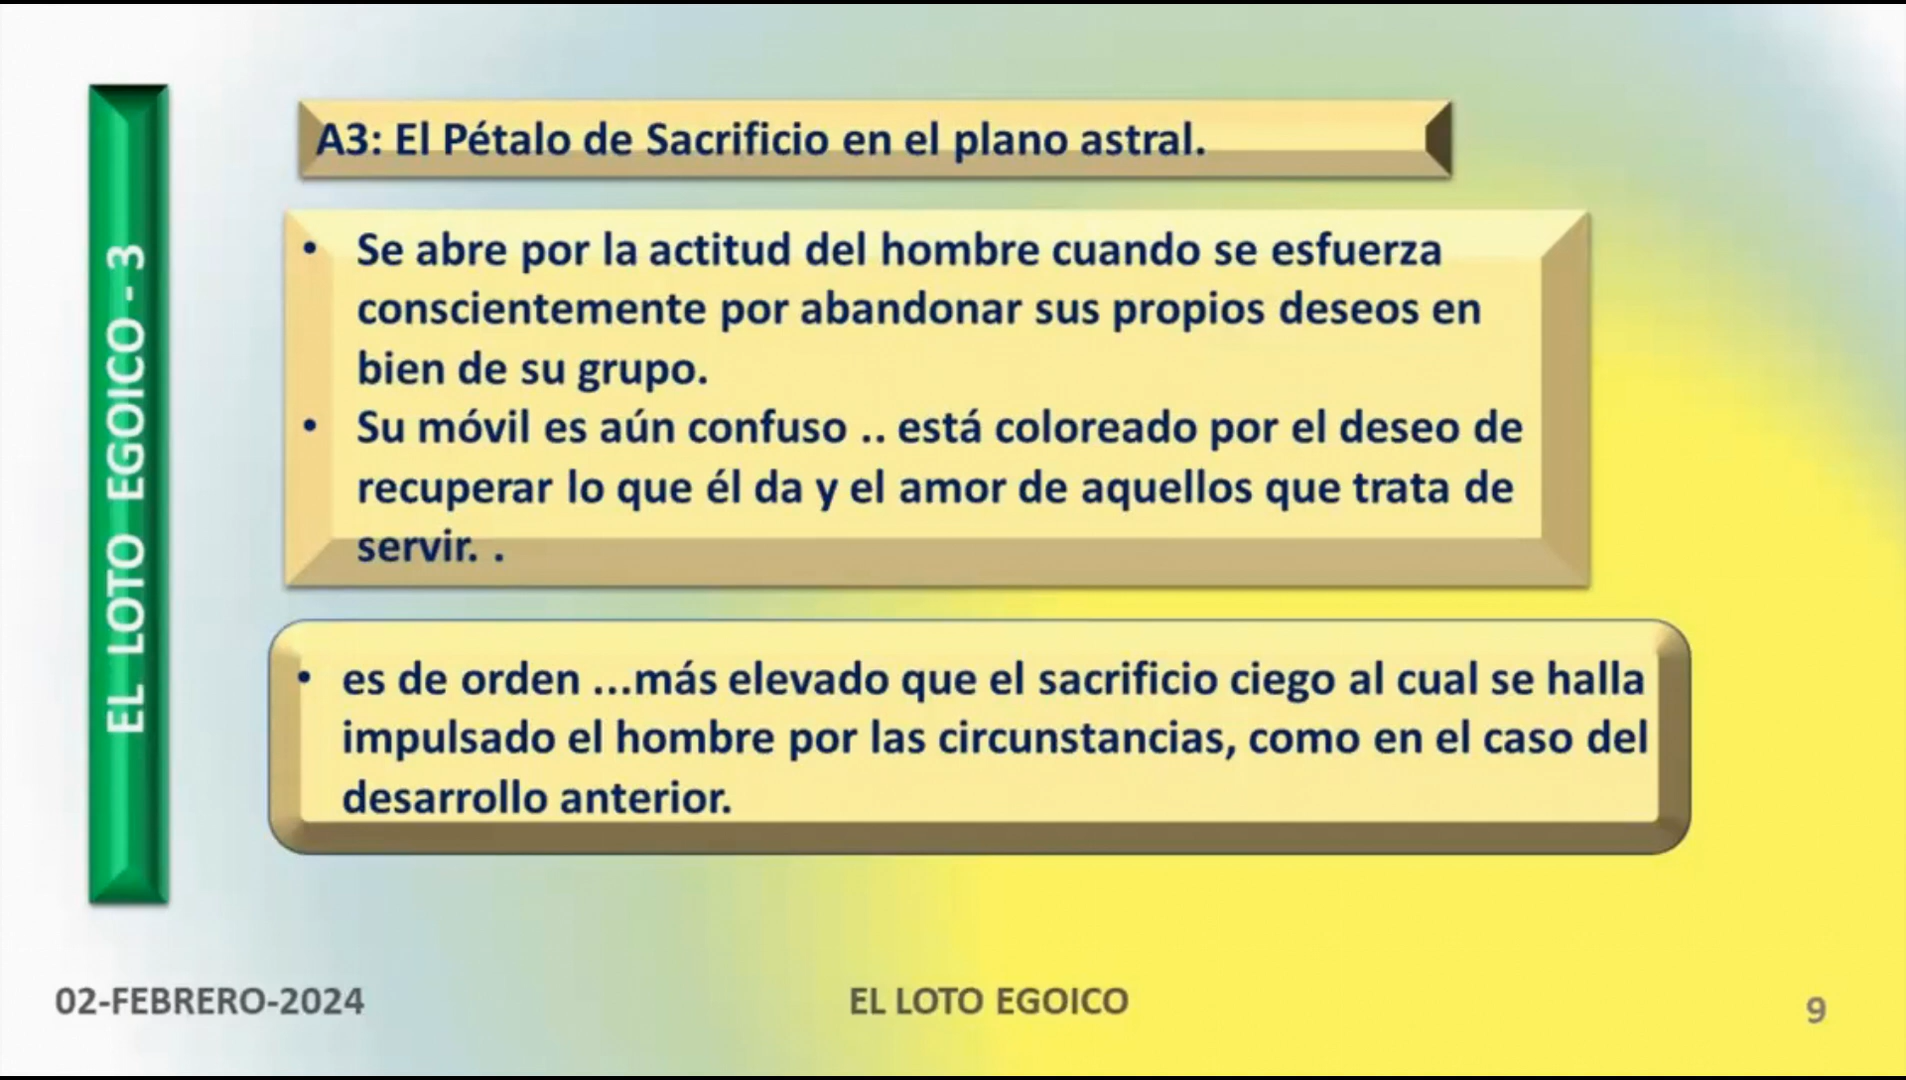 EL LOTO EGOICO - 3
A3: El Pétalo de Sacrificio en el plano astral.
• Se abre por la actitud del hombre cuando se esfuerza
conscientemente por abandonar sus propios deseos en
bien de su grupo.
• Su móvil es aún confuso .. está coloreado por el deseo de
recuperar lo que él da y el amor de aquellos que trata de
servir. .
• es de orden ...más elevado que el sacrificio ciego al cual se halla
impulsado el hombre por las circunstancias, como en el caso del
desarrollo anterior.
02-FEBRERO-2024
EL LOTO EGOICO
9